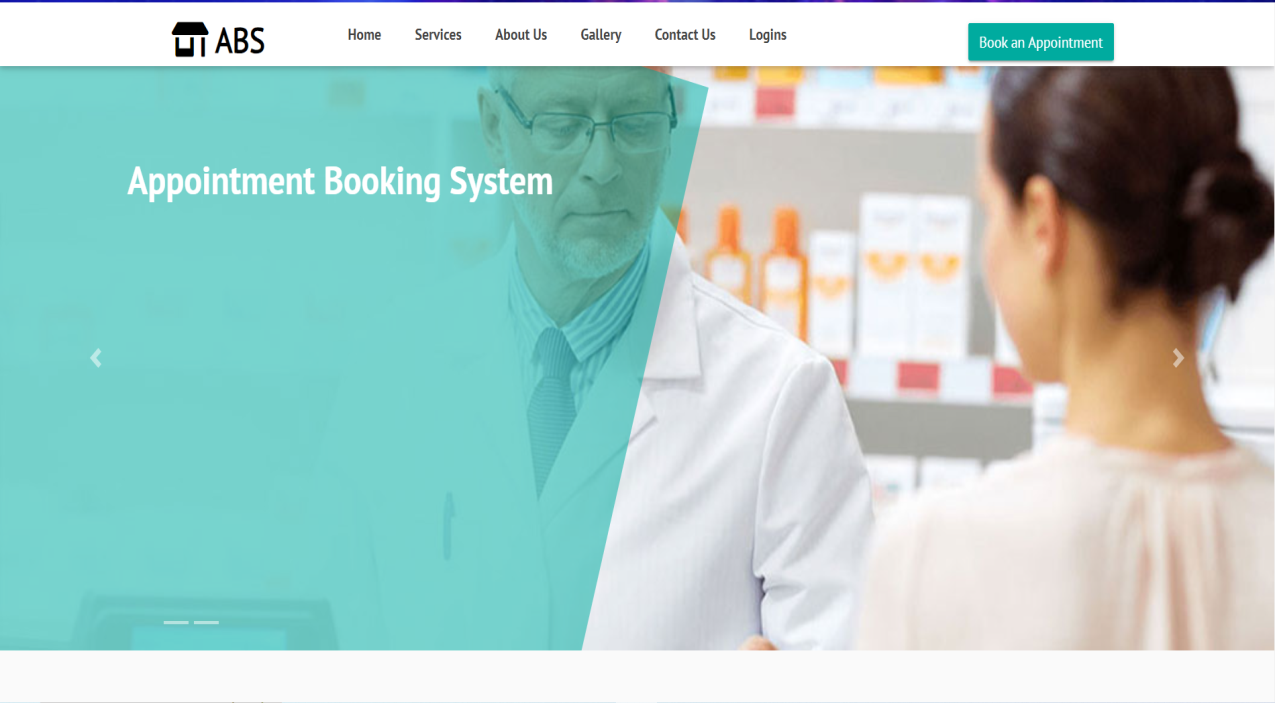 ABS
Home Services About Us Gallery Contact Us Logins
Book an Appointment
Appointment Booking System